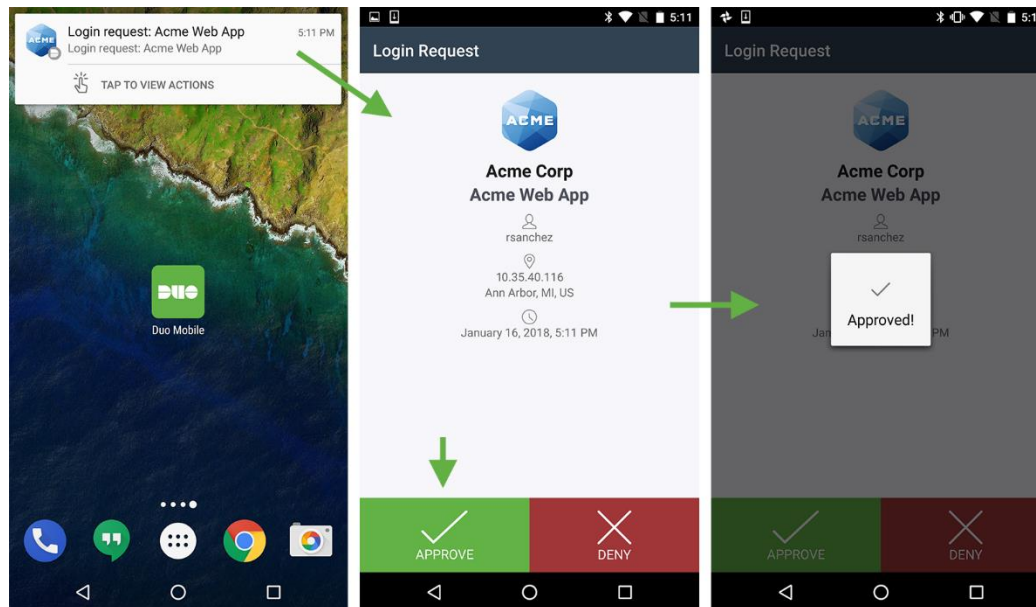 ACME
Login request: Acme Web App
5:11 PM
Login request: Acme Web App
TAP TO VIEW ACTIONS
DUO
Duo Mobile
5:11
Login Request
ACME
Acme Corp
Acme Web App
rsanchez
10.35.40.116
Ann Arbor, MI, US
January 16, 2018, 5:11 PM
APPROVE
DENY
Login Request
ACME
Acme Corp
Acme Web App
rsanchez
Approved!
PM
APPROVE
DENY